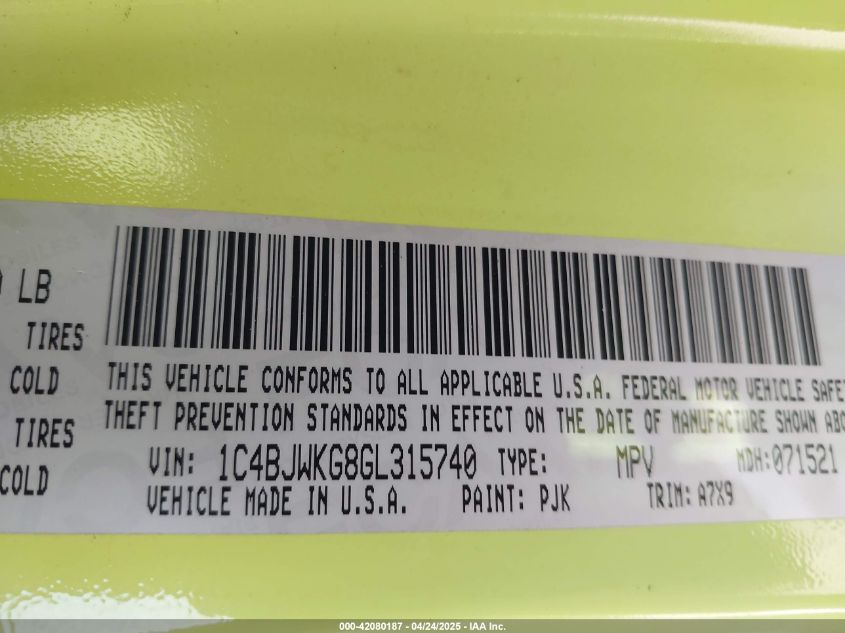 LB
TIRES
COLD
TIRES
COLD
THIS VEHICLE CONFORMS TO ALL APPLICABLE U.S.A. FEDERAL MOTOR VEHICLE SAFE
THEFT PREVENTION STANDARDS IN EFFECT ON THE DATE OF MANUFACTURE SHOWN ABO
VIN: 1C4BJWKG8GL315740 TYPE: MPV MDH:071521
VEHICLE MADE IN U.S.A. PAINT: PJK TRIM: A7X9
000-42080187 - 04/24/2025 - IAA Inc.